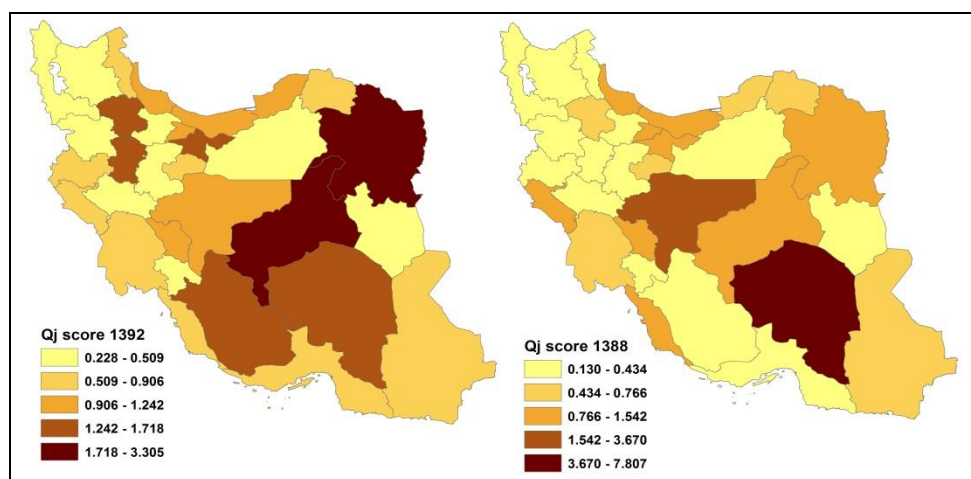 Qj score 1392
0.228 - 0.509
0.509 - 0.906
0.906 - 1.242
1.242 - 1.718
1.718 - 3.305
Qj score 1388
0.130 - 0.434
0.434 - 0.766
0.766 - 1.542
1.542 - 3.670
3.670 - 7.807